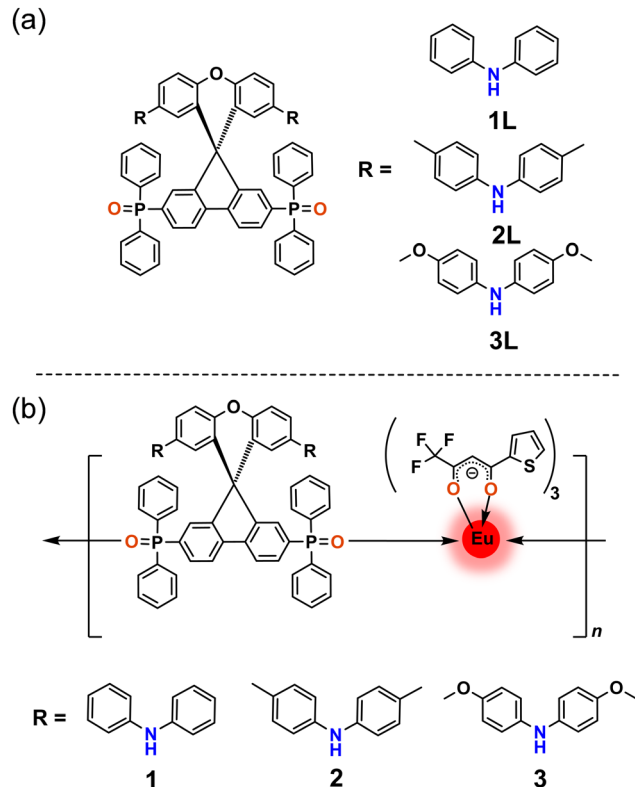 (a)
O
R R
O=P P=O
N
H
1L
R =
N
H
2L
O O
N
H
3L
(b)
O
R R
O=P P=O
F F
F
S
⊖
O O
3
Eu
n
R =
N
H
1
N
H
2
O O
N
H
3